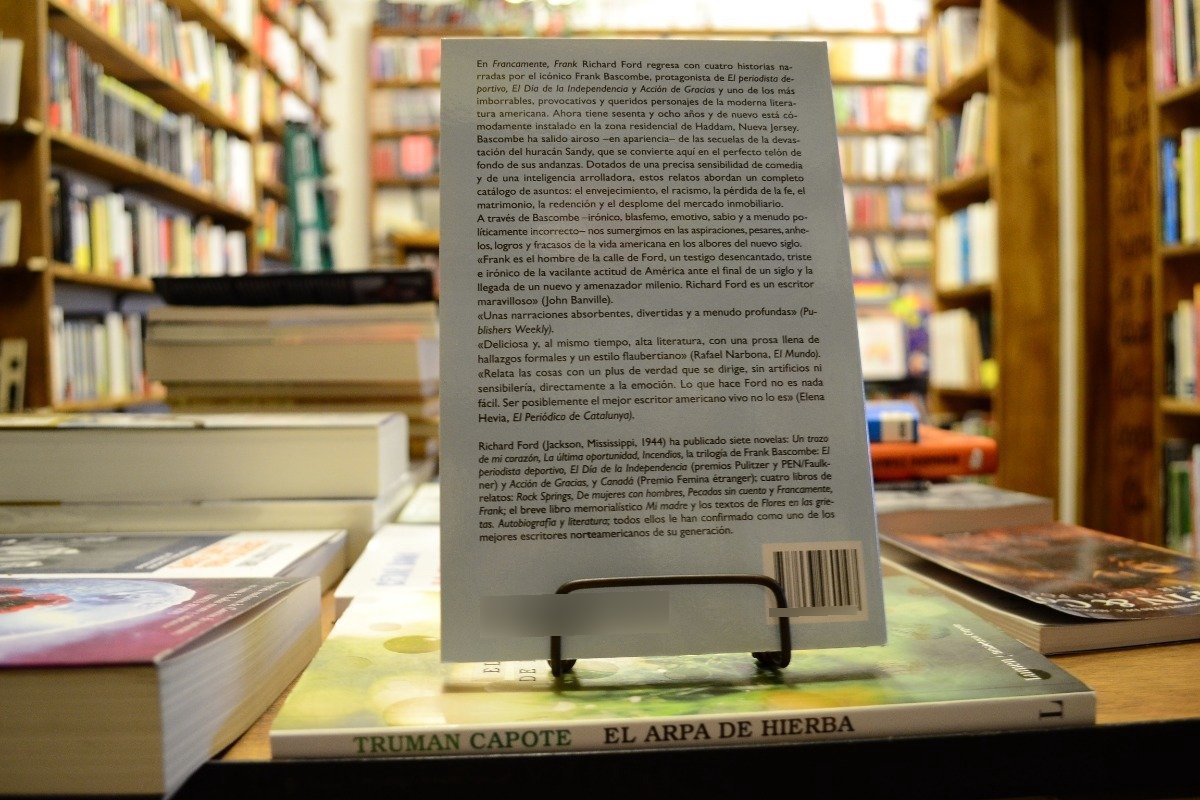 En Francamente, Frank Richard Ford regresa con cuatro historias na-
rradas por el icónico Frank Bascombe, protagonista de El periodista de-
portivo, El Día de la Independencia y Acción de Gracias y uno de los más
imborrables, provocativos y queridos personajes de la moderna litera-
tura americana. Ahora tiene sesenta y ocho años y de nuevo está có-
modamente instalado en la zona residencial de Haddam, Nueva Jersey.
Bascombe ha salido airoso –en apariencia– de las secuelas de la devas-
tación del huracán Sandy, que se convierte aquí en el perfecto telón de
fondo de sus andanzas. Dotados de una precisa sensibilidad de comedia
y de una inteligencia arrolladora, estos relatos abordan un completo
catálogo de asuntos: el envejecimiento, el racismo, la pérdida de la fe, el
matrimonio, la redención y el desplome del mercado inmobiliario.
A través de Bascombe –irónico, blasfemo, emotivo, sabio y a menudo po-
líticamente incorrecto– nos sumergimos en las aspiraciones, pesares, anhe-
los, logros y fracasos de la vida americana en los albores del nuevo siglo.
«Frank es el hombre de la calle de Ford, un testigo desencantado, triste
e irónico de la vacilante actitud de América ante el final de un siglo y la
llegada de un nuevo y amenazador milenio. Richard Ford es un escritor
maravilloso» (John Banville).
«Unas narraciones absorbentes, divertidas y a menudo profundas» (Pu-
blishers Weekly).
«Deliciosa y, al mismo tiempo, alta literatura, con una prosa llena de
hallazgos formales y un estilo flaubertiano» (Rafael Narbona, El Mundo).
«Relata las cosas con un plus de verdad que se dirige, sin artificios ni
sensibilería, directamente a la emoción. Lo que hace Ford no es nada
fácil. Ser posiblemente el mejor escritor americano vivo no lo es» (Elena
Hevia, El Periódico de Catalunya).
Richard Ford (Jackson, Mississippi, 1944) ha publicado siete novelas: Un trozo
de mi corazón, La última oportunidad, Incendios, la trilogía de Frank Bascombe: El
periodista deportivo, El Día de la Independencia (premios Pulitzer y PEN/Faulk-
ner) y Acción de Gracias, y Canadá (Premio Femina étranger); cuatro libros de
relatos: Rock Springs, De mujeres con hombres, Pecados sin cuenta y Francamente,
Frank; el breve libro memorialístico Mi madre y los textos de Flores en las grie-
tas. Autobiografía y literatura; todos ellos le han confirmado como uno de los
mejores escritores norteamericanos de su generación.
EL
DE
TRUMAN CAPOTE EL ARPA DE HIERBA L